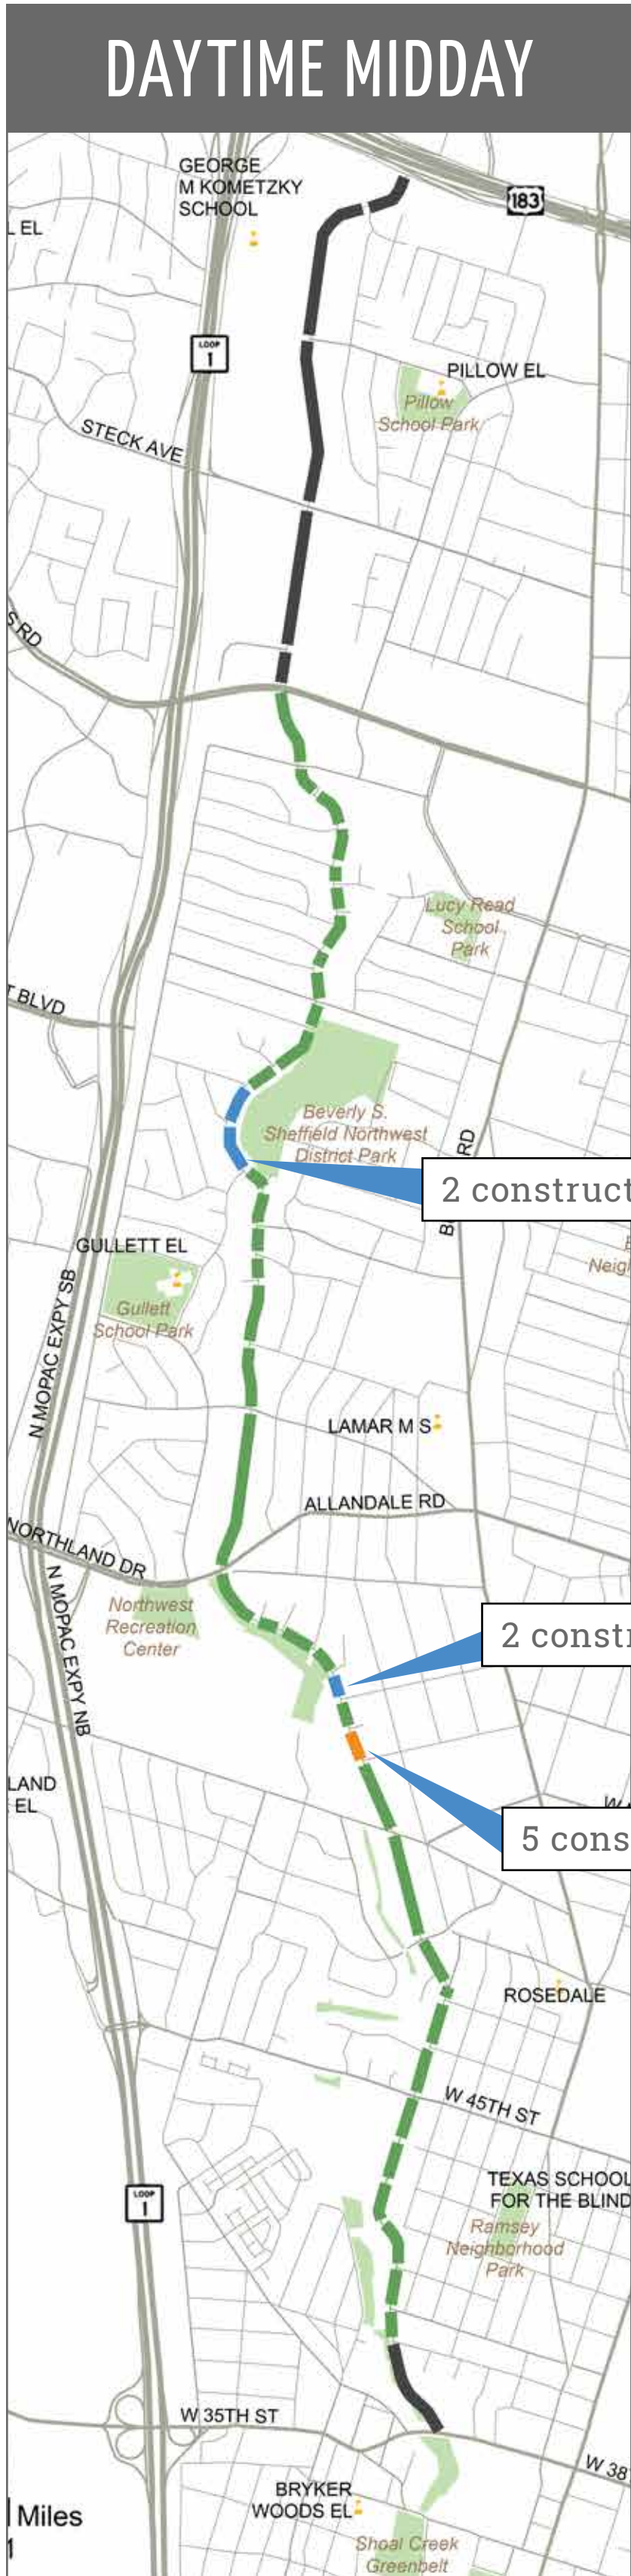 DAYTIME MIDDAY
GEORGE
M KOMETZKY
SCHOOL
183
L EL
LOOP
1
PILLOW EL
Pillow
School Park
STECK AVE
S RD
Lucy Read
School
Park
T BLVD
Beverly S.
Sheffield Northwest
District Park
RD
2 construct
B
GULLETT EL
Neigl
Gullett
School Park
N MOPAC EXPY SB
LAMAR M S
ALLANDALE RD
NORTHLAND DR
Northwest
Recreation
Center
N MOPAC EXPY NB
2 constr
LAND
EL
W
5 cons
ROSEDALE
W 45TH ST
TEXAS SCHOOL
FOR THE BLIND
LOOP
1
Ramsey
Neighborhood
Park
W 35TH ST
W 38
BRYKER
WOODS EL
Miles
1
Shoal Creek
Greenbelt